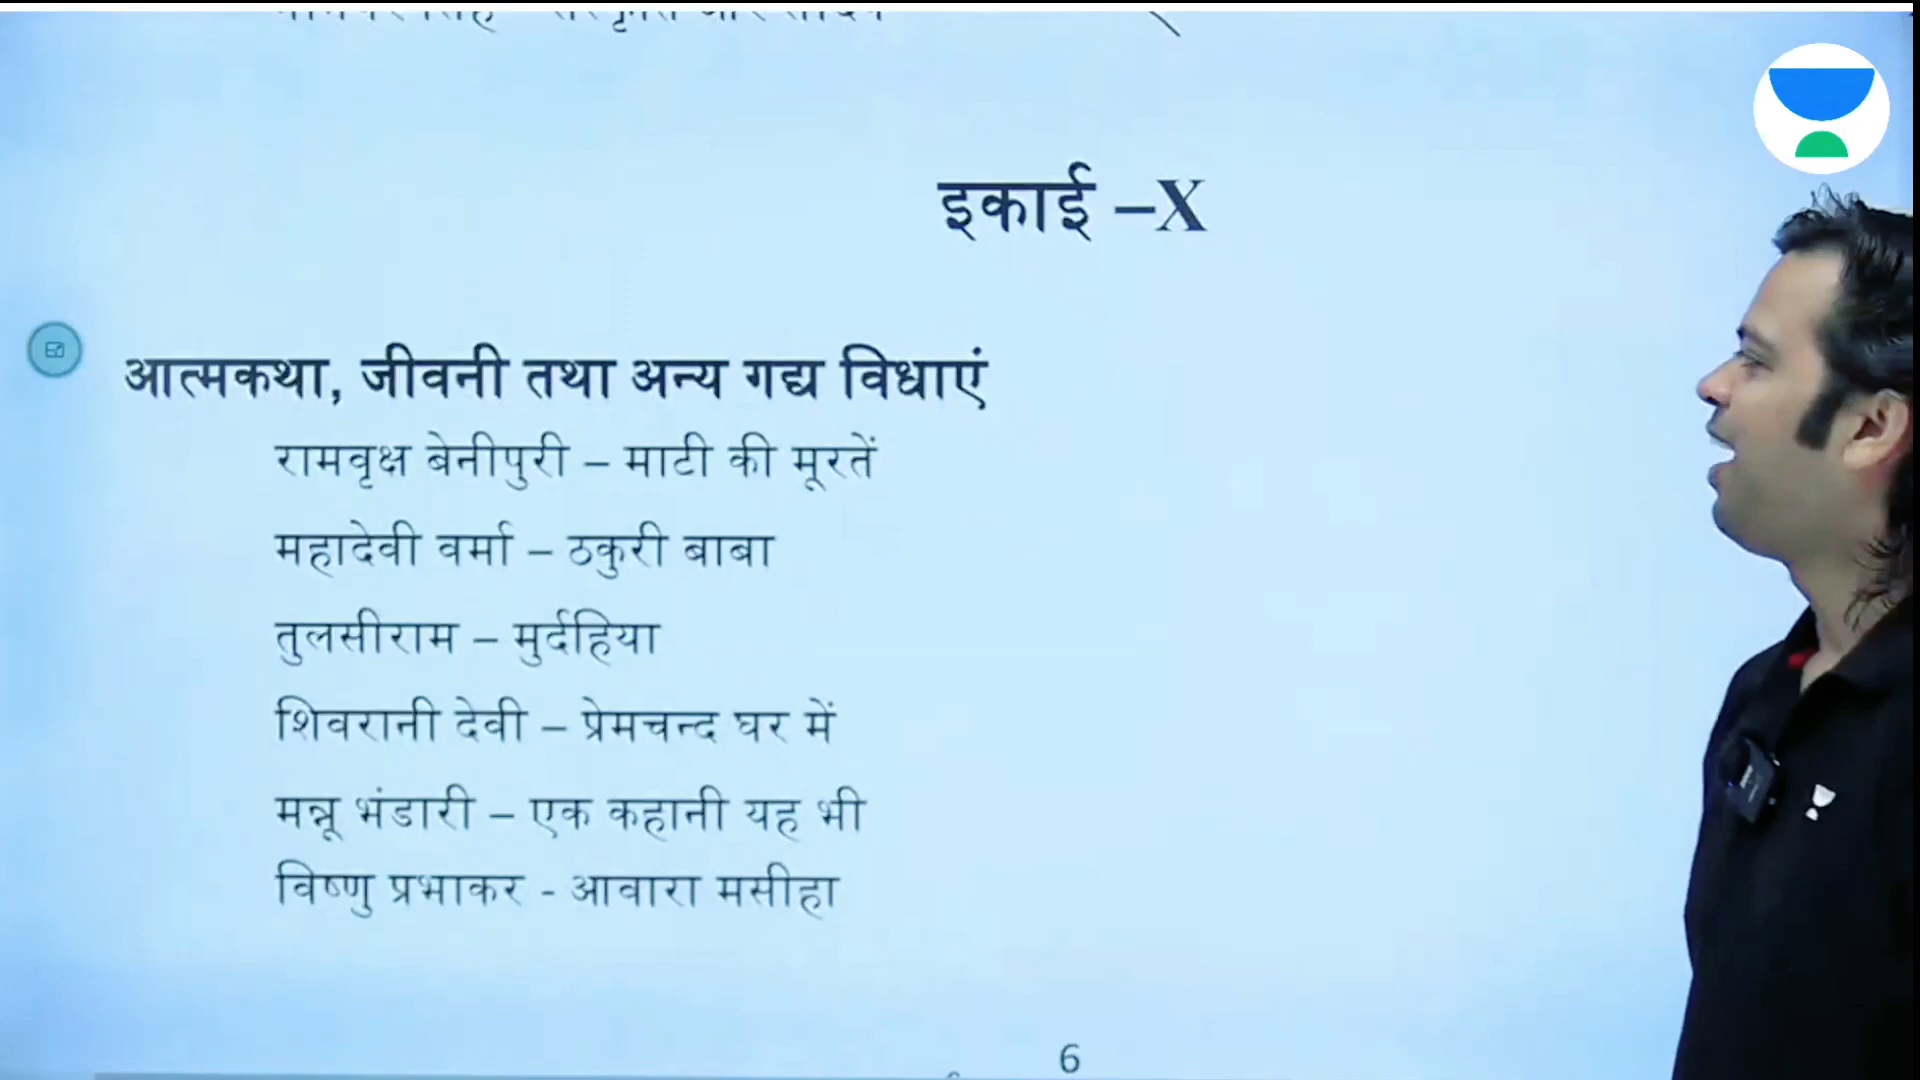 इकाई –X
आत्मकथा, जीवनी तथा अन्य गद्य विधाएं
रामवृक्ष बेनीपुरी – माटी की मूरतें
महादेवी वर्मा – ठकुरी बाबा
तुलसीराम – मुर्दहिया
शिवरानी देवी – प्रेमचन्द घर में
मन्नू भंडारी – एक कहानी यह भी
विष्णु प्रभाकर - आवारा मसीहा
6